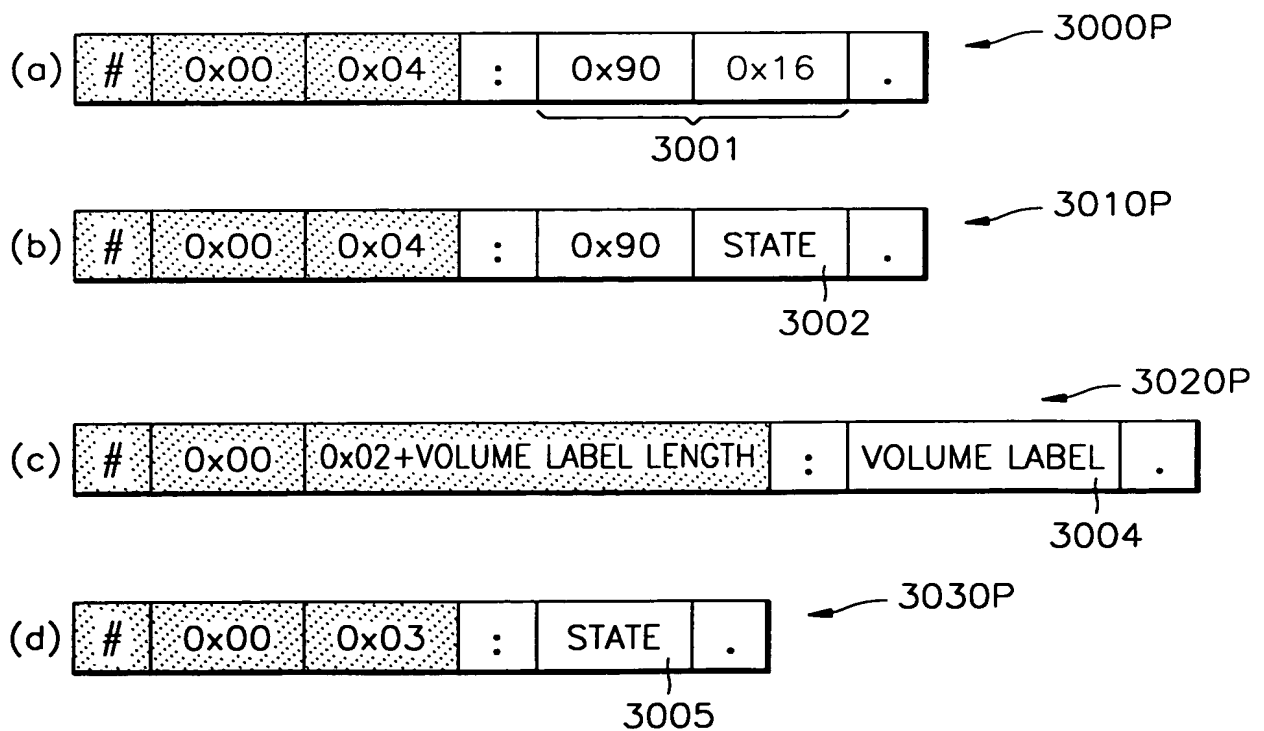 3000P
(a) # 0x00 0x04 : 0x90 0x16 .
3001
3010P
(b) # 0x00 0x04 : 0x90 STATE .
3002
3020P
(c) # 0x00 0x02+VOLUME LABEL LENGTH : VOLUME LABEL .
3004
3030P
(d) # 0x00 0x03 : STATE .
3005